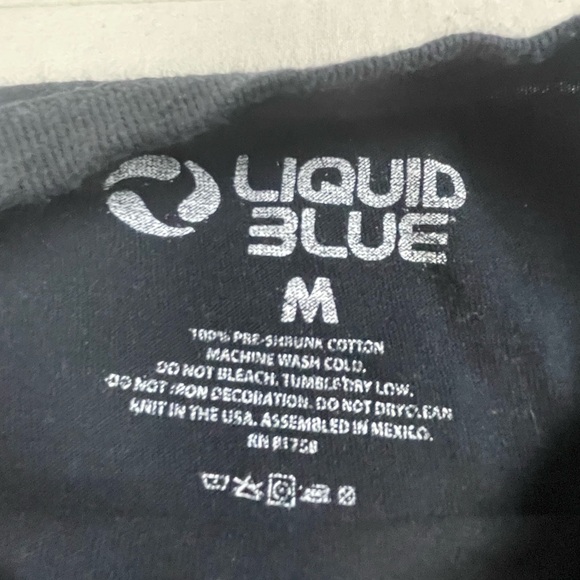 LIQUID
BLUE
M
100% PRE-SHRUNK COTTON
MACHINE WASH COLD.
DO NOT BLEACH. TUMBLE DRY LOW.
DO NOT IRON DECORATION. DO NOT DRYCLEAN
KNIT IN THE USA. ASSEMBLED IN MEXICO.
RN 81758